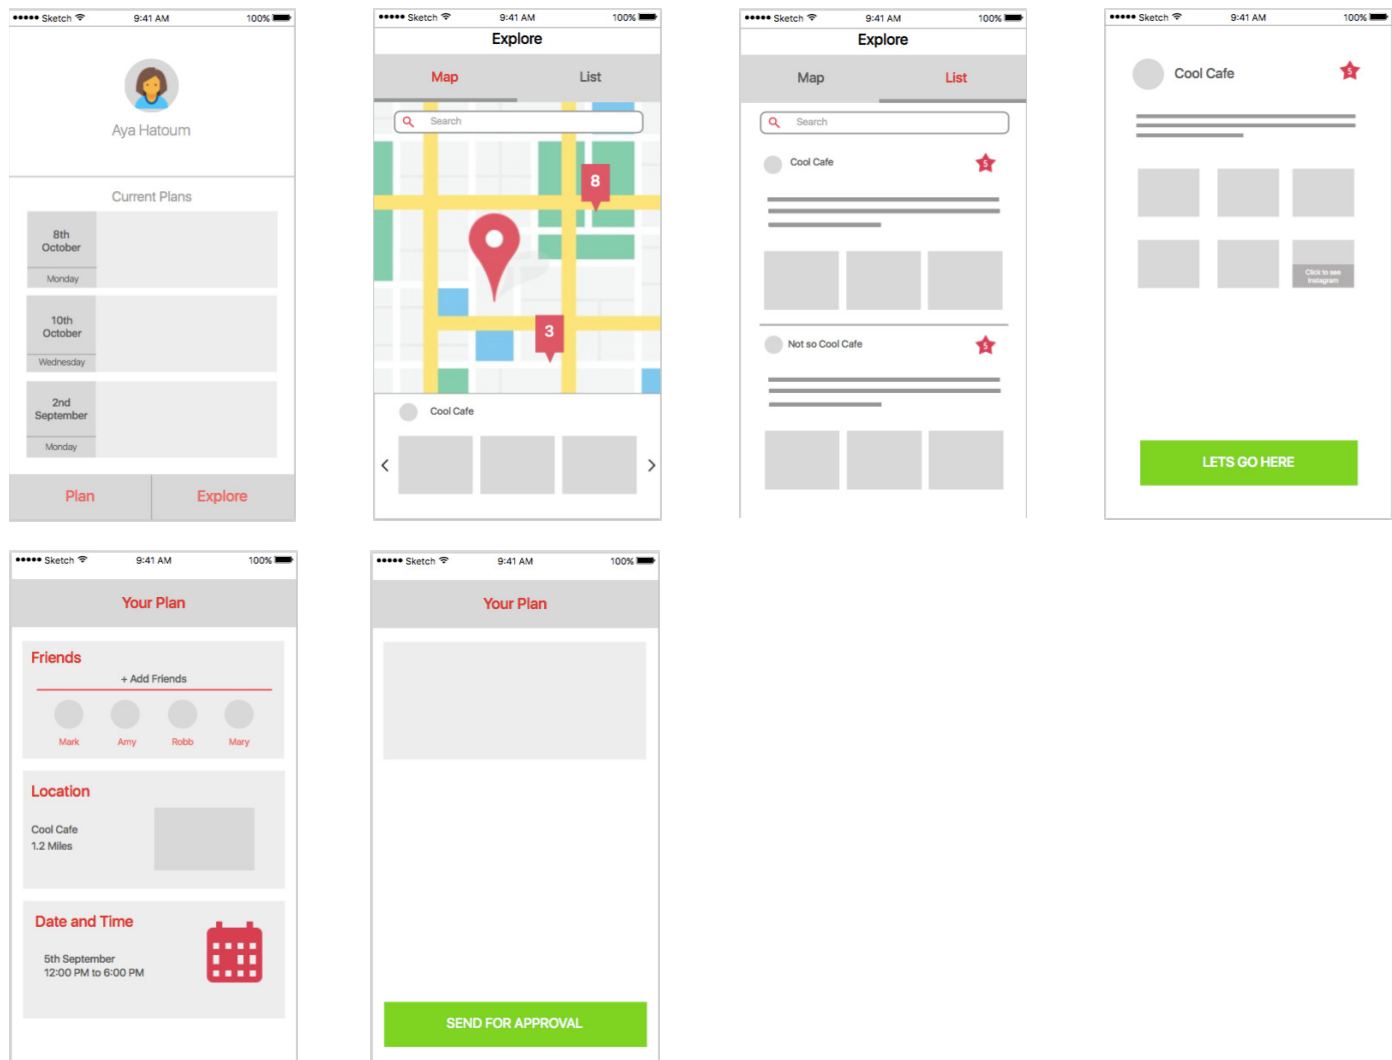 Sketch 9:41 AM 100%
Aya Hatoum
Current Plans
8th
October
Monday
10th
October
Wednesday
2nd
September
Monday
Plan Explore
Sketch 9:41 AM 100%
Explore
Map List
Search
8
3
Cool Cafe
Sketch 9:41 AM 100%
Explore
Map List
Search
Cool Cafe 5
Not so Cool Cafe 5
Sketch 9:41 AM 100%
Cool Cafe 5
Click to see
Instagram
LETS GO HERE
Sketch 9:41 AM 100%
Your Plan
Friends
+ Add Friends
Mark Amy Robb Mary
Location
Cool Cafe
1.2 Miles
Date and Time
5th September
12:00 PM to 6:00 PM
Sketch 9:41 AM 100%
Your Plan
SEND FOR APPROVAL